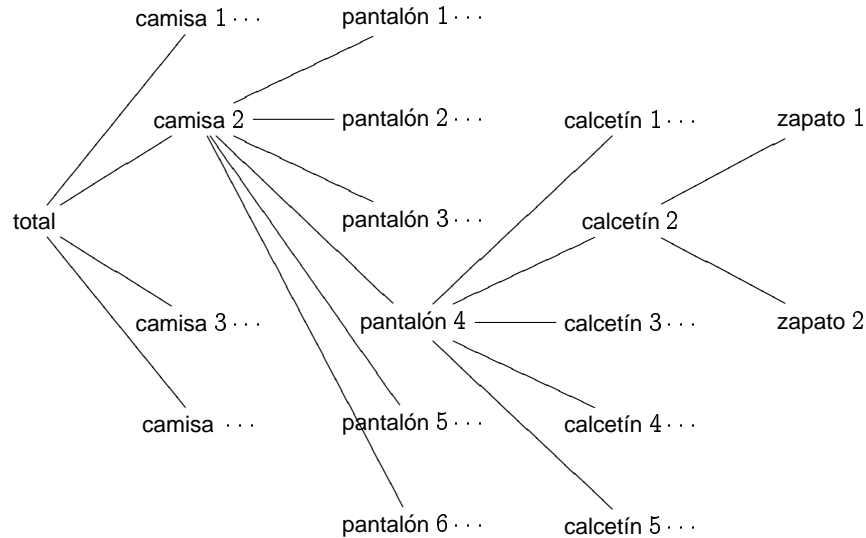 camisa 1 · · · pantalón 1 · · ·
camisa 2 pantalón 2 · · · calcetín 1 · · · zapato 1
total pantalón 3 · · · calcetín 2
camisa 3 · · · pantalón 4 calcetín 3 · · · zapato 2
camisa · · · pantalón 5 · · · calcetín 4 · · ·
pantalón 6 · · · calcetín 5 · · ·